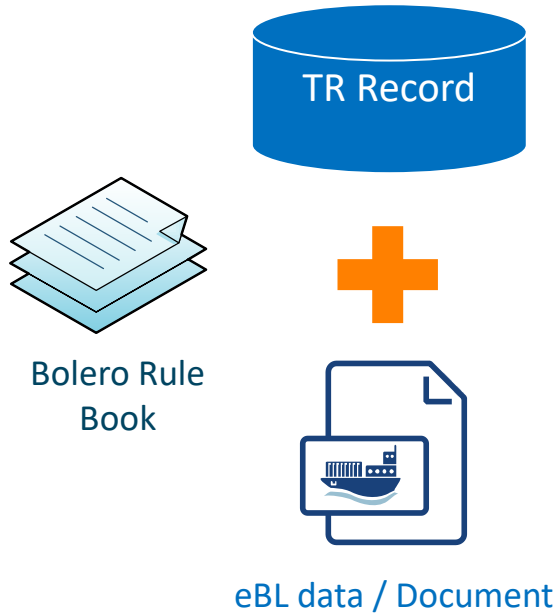 TR Record
Bolero Rule
Book
eBL data / Document